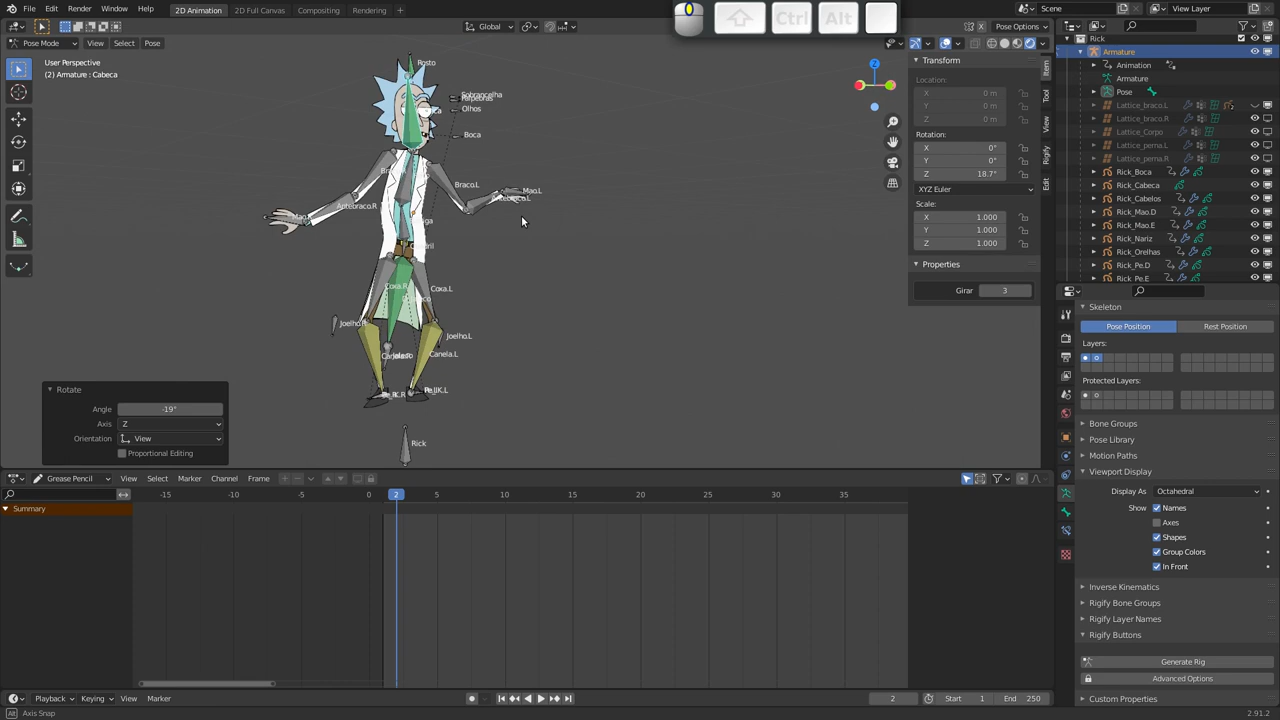 File Edit Render Window Help 2D Animation 2D Full Canvas Compositing Rendering Ctrl Alt Scene View Layer
Global Pose Options
Pose Mode View Select Pose
User Perspective
(2) Armature : Cabeca
Rosto
Sobrancelha
Olhos
Boca
Mao.L
Braco.L
Antebraco.R
Coxa.R
Coxa.L
Joelho.R
Joelho.L
Canela.L
Rick
Transform
Location:
X 0 m
Y 0 m
Z 0 m
Rotation:
X 0°
Y 0°
Z 18.7°
XYZ Euler
Scale:
X 1.000
Y 1.000
Z 1.000
Properties
Girar 3
Item
Tool
View
Rigify
Edit
Rick
Armature
Animation
Armature
Pose
Lattice_braco.L
Lattice_braco.R
Lattice_Corpo
Lattice_perna.L
Lattice_perna.R
Rick_Boca
Rick_Cabeca
Rick_Cabelos
Rick_Mao.D
Rick_Mao.E
Rick_Nariz
Rick_Orelhas
Rick_Pe.D
Rick_Pe.E
Skeleton
Pose Position Rest Position
Layers:
Protected Layers:
Bone Groups
Pose Library
Motion Paths
Viewport Display
Display As Octahedral
Show Names
Axes
Shapes
Group Colors
In Front
Inverse Kinematics
Rigify Bone Groups
Rigify Layer Names
Rigify Buttons
Generate Rig
Advanced Options
Custom Properties
Rotate
Angle -19°
Axis Z
Orientation View
Proportional Editing
Grease Pencil View Select Marker Channel Frame
-15 -10 -5 0 2 5 10 15 20 25 30 35
Summary
Playback Keying View Marker 2 Start 1 End 250
Axis Snap 2.91.2